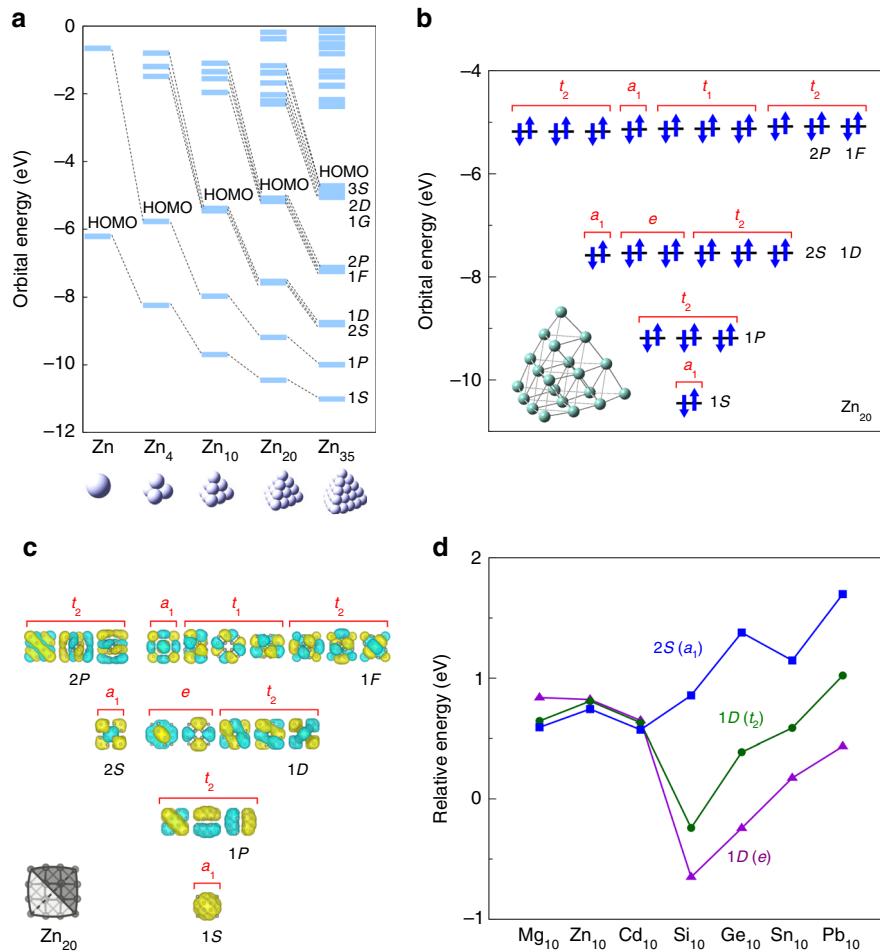 a
Orbital energy (eV)
0
−2
−4
−6
−8
−10
−12
HOMO
HOMO
HOMO
HOMO
HOMO
3S
2D
1G
2P
1F
1D
2S
1P
1S
Zn
Zn4
Zn10
Zn20
Zn35
b
Orbital energy (eV)
−4
−6
−8
−10
t2
a1
t1
t2
2P 1F
a1
e
t2
2S 1D
t2
1P
a1
1S
Zn20
c
t2
a1
t1
t2
2P
1F
a1
e
t2
2S
1D
t2
1P
a1
1S
Zn20
d
Relative energy (eV)
2
1
0
−1
2S (a1)
1D (t2)
1D (e)
Mg10
Zn10
Cd10
Si10
Ge10
Sn10
Pb10